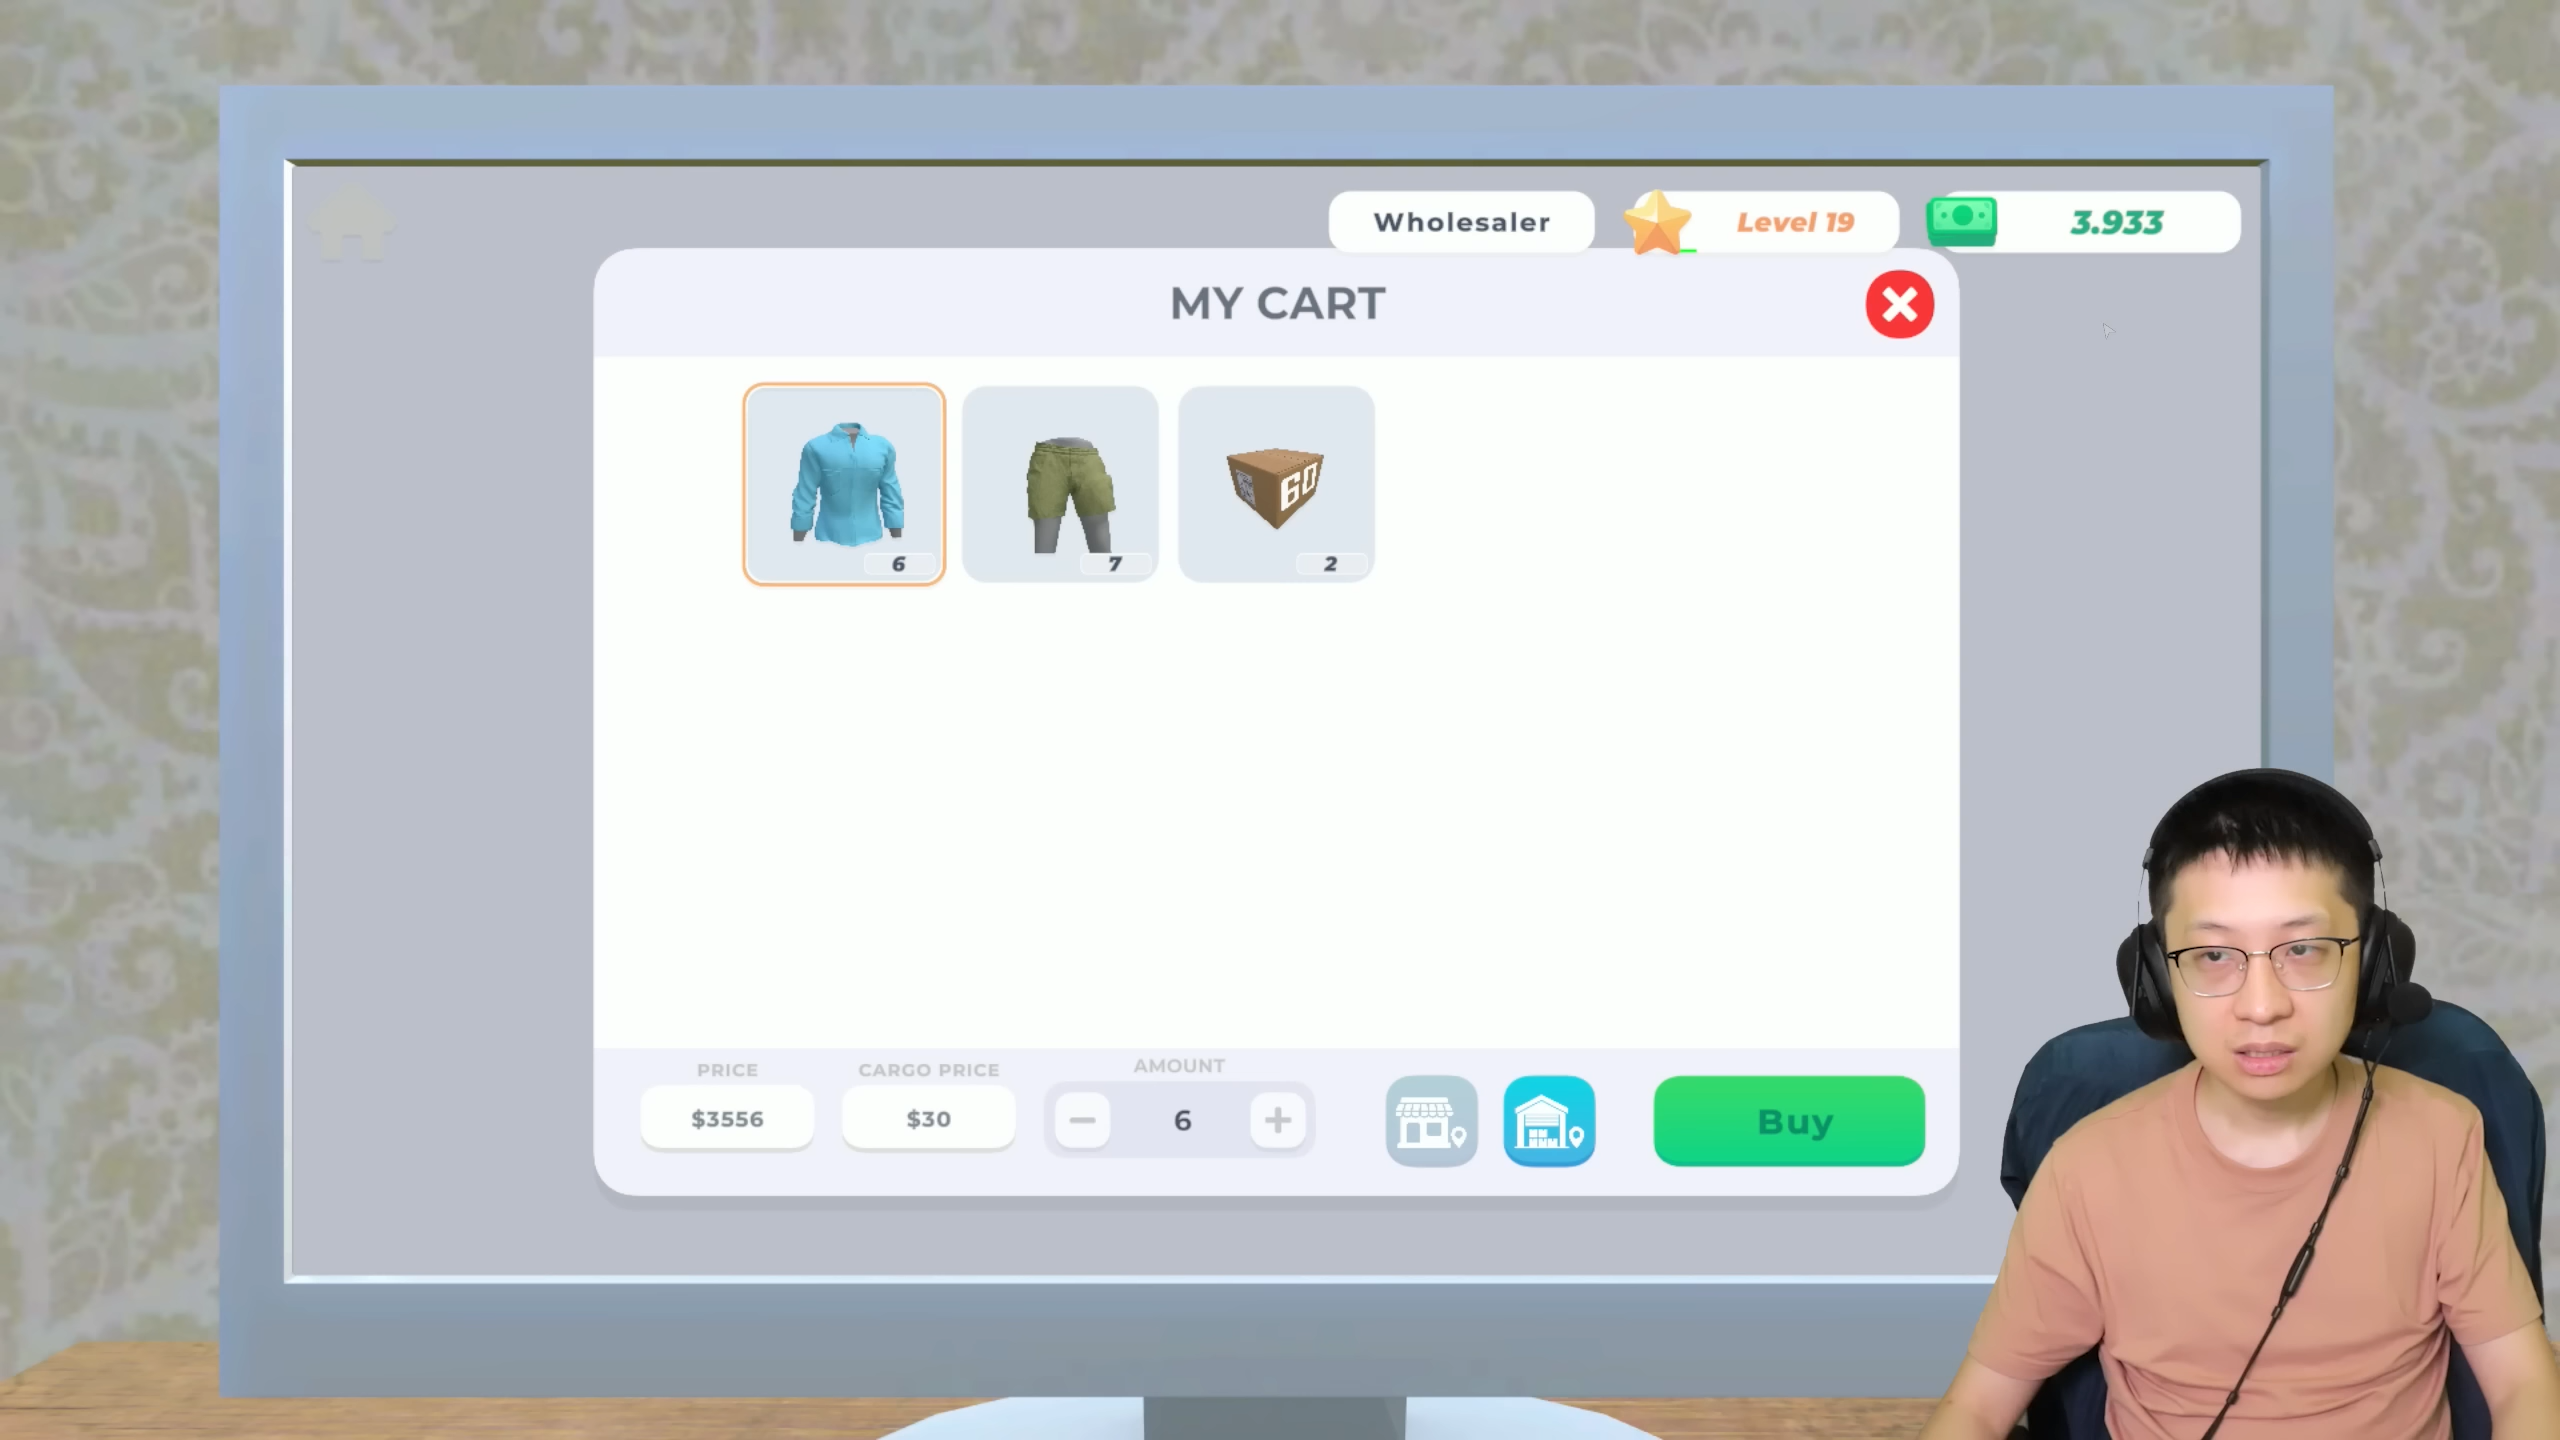 Wholesaler
Level 19
3.933
MY CART
60
6
7
2
PRICE
CARGO PRICE
AMOUNT
$3556
$30
6
Buy